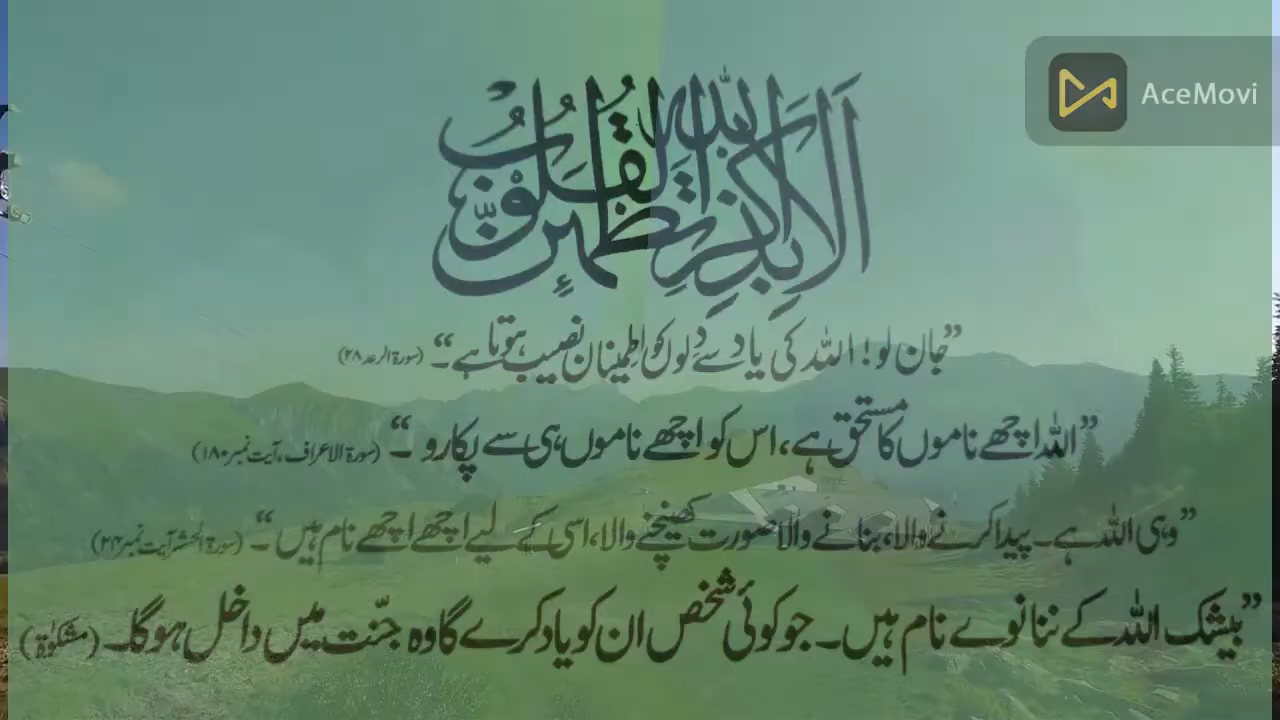 AceMovi
اَلَا بِذِكْرِ اللّٰهِ تَطْمَئِنُّ الْقُلُوْبُ
”جان لو! اللہ کی یاد سے دِلوں کو اطمینان نصیب ہوتا ہے۔“ (سورۃ الرعد ۲۸)
”اللہ اچھے ناموں کا مستحق ہے، اس کو اچھے ناموں ہی سے پکارو۔“ (سورۃ الاعراف، آیت نمبر ۱۸۰)
”وہی اللہ ہے۔ پیدا کرنے والا، بنانے والا صورت کھینچنے والا، اسی کے لیے اچھے اچھے نام ہیں۔“ (سورۃ الحشر آیت نمبر ۲۴)
”بیشک اللہ کے ننانوے نام ہیں۔ جو کوئی شخص ان کو یاد کرے گا وہ جنّت میں داخل ہو گا۔ (مشکوٰۃ)